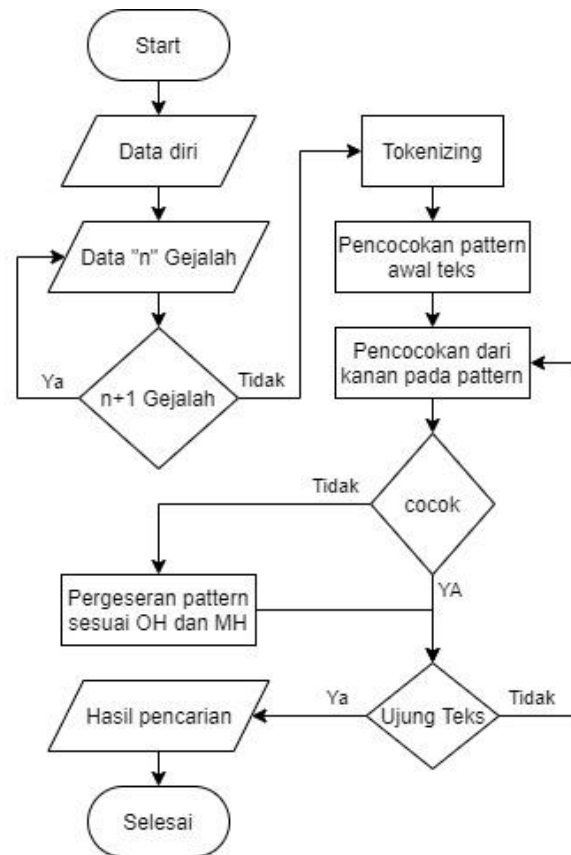 Start
Data diri
Data "n" Gejalah
Ya
n+1 Gejalah
Tidak
Tokenizing
Pencocokan pattern
awal teks
Pencocokan dari
kanan pada pattern
cocok
Tidak
YA
Pergeseran pattern
sesuai OH dan MH
Ujung Teks
Ya
Tidak
Hasil pencarian
Selesai